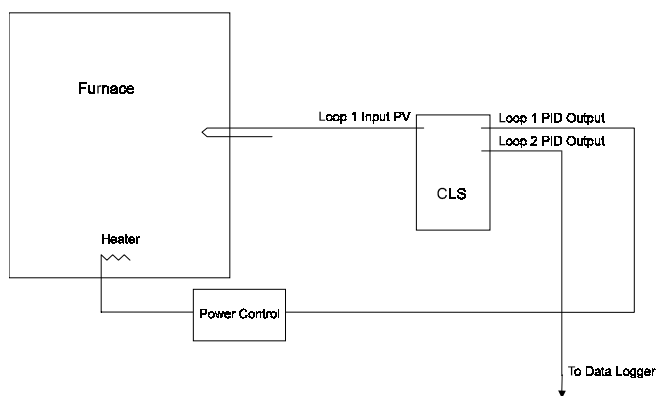 Furnace
Loop 1 Input PV
Loop 1 PID Output
Loop 2 PID Output
CLS
Heater
Power Control
To Data Logger